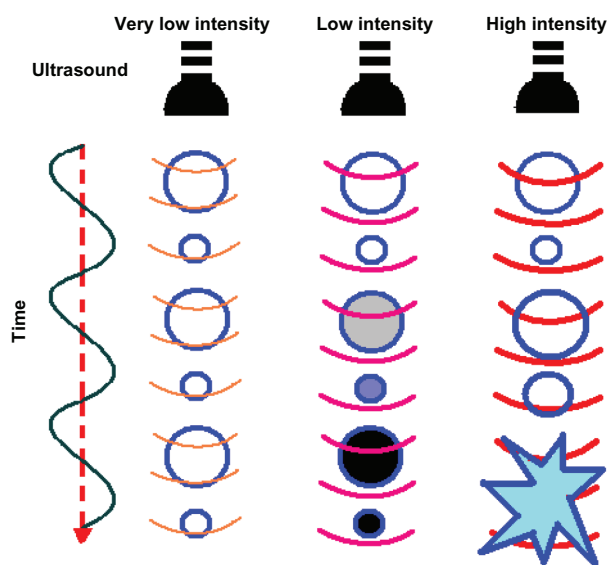 Very low intensity
Low intensity
High intensity
Ultrasound
Time